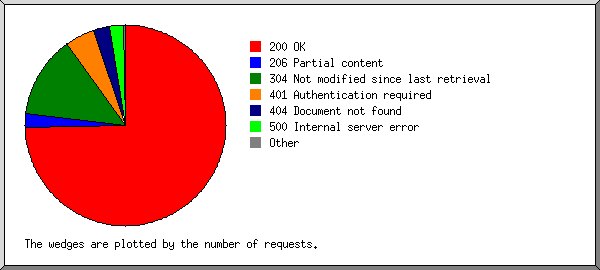 200 OK
206 Partial content
304 Not modified since last retrieval
401 Authentication required
404 Document not found
500 Internal server error
Other
The wedges are plotted by the number of requests.